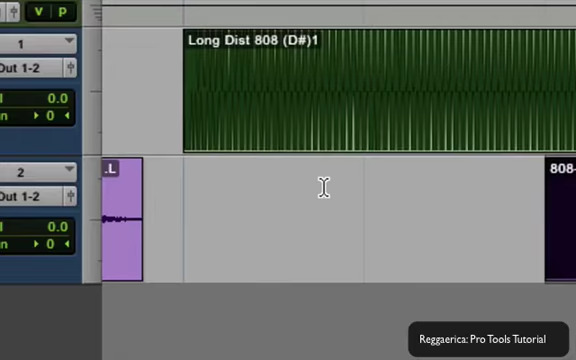 v p
1
Long Dist 808 (D#)1
Out 1-2
0.0
0
2
.L
808-
Out 1-2
0.0
0
Reggaerica: Pro Tools Tutorial